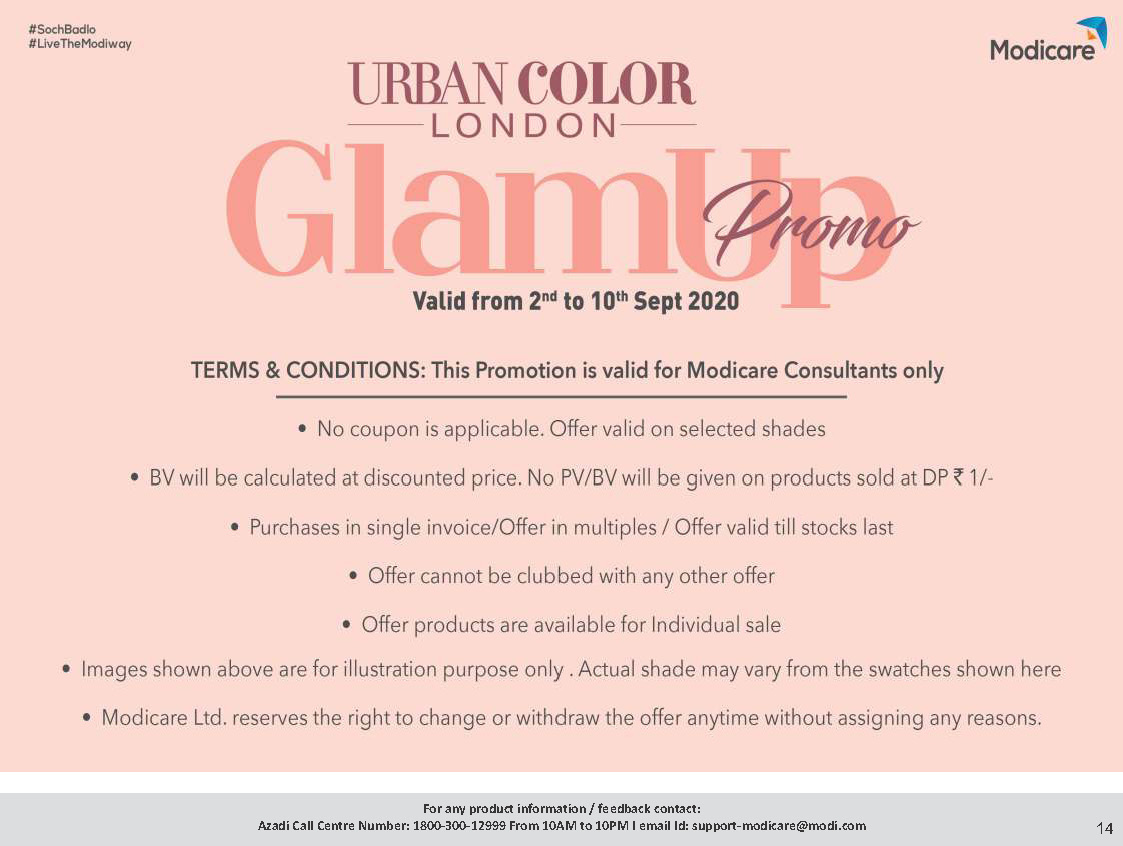 #SochBadlo
#LiveTheModiway
Modicare
URBAN COLOR
LONDON
GlamUp
Promo
Valid from 2nd to 10th Sept 2020
TERMS & CONDITIONS: This Promotion is valid for Modicare Consultants only
• No coupon is applicable. Offer valid on selected shades
• BV will be calculated at discounted price. No PV/BV will be given on products sold at DP ₹ 1/-
• Purchases in single invoice/Offer in multiples / Offer valid till stocks last
• Offer cannot be clubbed with any other offer
• Offer products are available for Individual sale
• Images shown above are for illustration purpose only . Actual shade may vary from the swatches shown here
• Modicare Ltd. reserves the right to change or withdraw the offer anytime without assigning any reasons.
For any product information / feedback contact:
Azadi Call Centre Number: 1800-300-12999 From 10AM to 10PM I email Id: support-modicare@modi.com
14